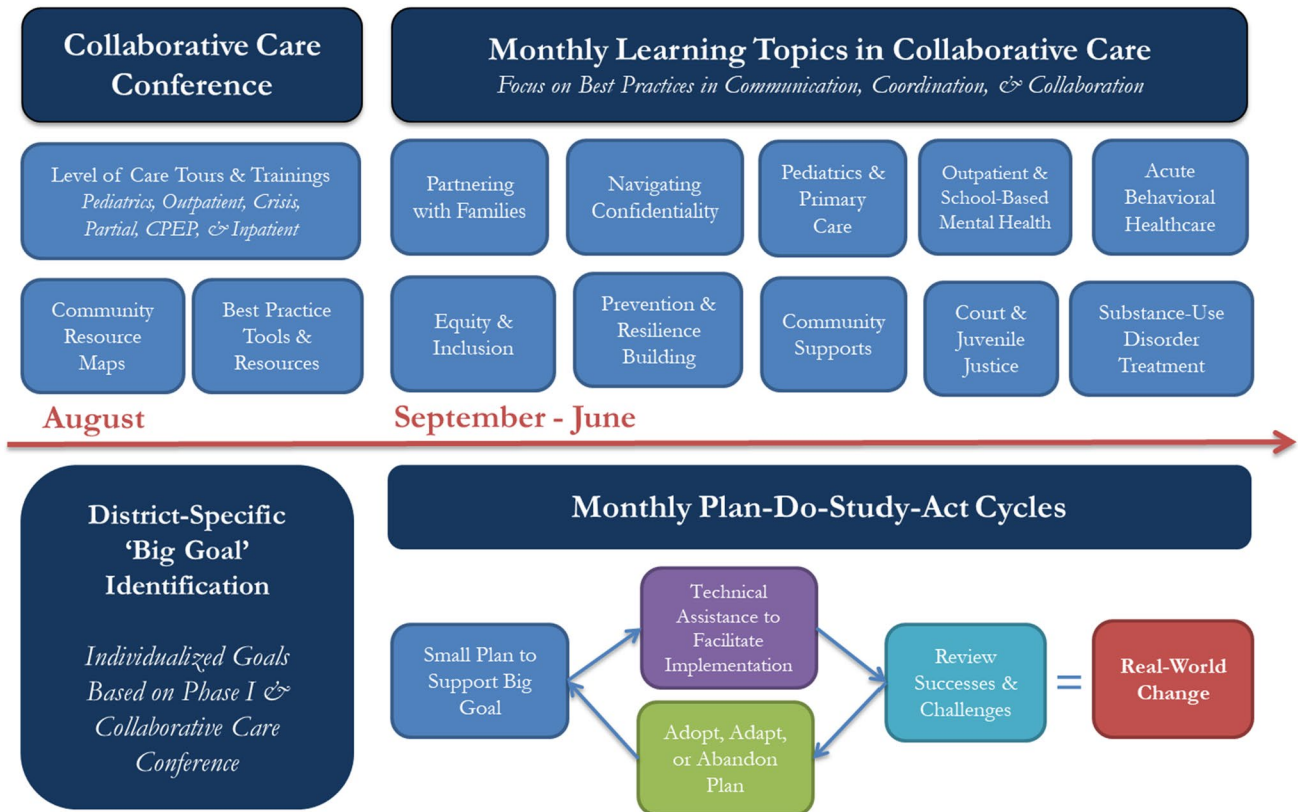 Collaborative Care
Conference
Monthly Learning Topics in Collaborative Care
Focus on Best Practices in Communication, Coordination, & Collaboration
Level of Care Tours & Trainings
Pediatrics, Outpatient, Crisis,
Partial, CPEP, & Inpatient
Community
Resource
Maps
Best Practice
Tools &
Resources
Partnering
with Families
Navigating
Confidentiality
Pediatrics &
Primary
Care
Outpatient &
School-Based
Mental Health
Acute
Behavioral
Healthcare
Equity &
Inclusion
Prevention &
Resilience
Building
Community
Supports
Court &
Juvenile
Justice
Substance-Use
Disorder
Treatment
August
September - June
District-Specific
‘Big Goal’
Identification
Individualized Goals
Based on Phase I &
Collaborative Care
Conference
Monthly Plan-Do-Study-Act Cycles
Small Plan to
Support Big
Goal
Technical
Assistance to
Facilitate
Implementation
Adopt, Adapt,
or Abandon
Plan
Review
Successes &
Challenges
=
Real-World
Change